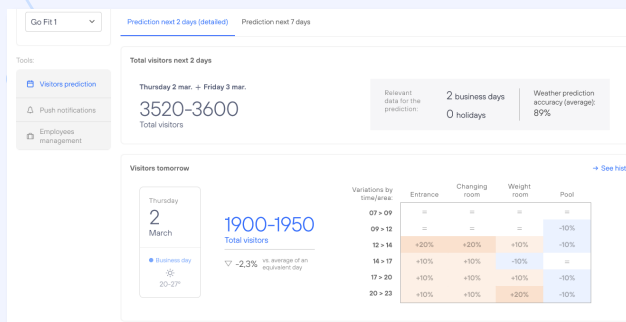 Go Fit 1
Prediction next 2 days (detailed) Prediction next 7 days
Tools:
Visitors prediction
Push notifications
Employees
management
Total visitors next 2 days
Thursday 2 mar. + Friday 3 mar.
3520-3600
Total visitors
Relevant
data for the
prediction:
2 business days
0 holidays
Weather prediction
accuracy (average):
89%
Visitors tomorrow
→ See hist
Thursday
2
March
Business day
20-27º
1900-1950
Total visitors
-2,3% vs. average of an
equivalent day
Variations by
time/area:
Entrance Changing
room Weight
room Pool
07 > 09 = = = =
09 > 12 = = = -10%
12 > 14 +20% +20% +10% -10%
14 > 17 +10% +10% -10% =
17 > 20 +10% +10% +10% -10%
20 > 23 +10% +10% +20% -10%